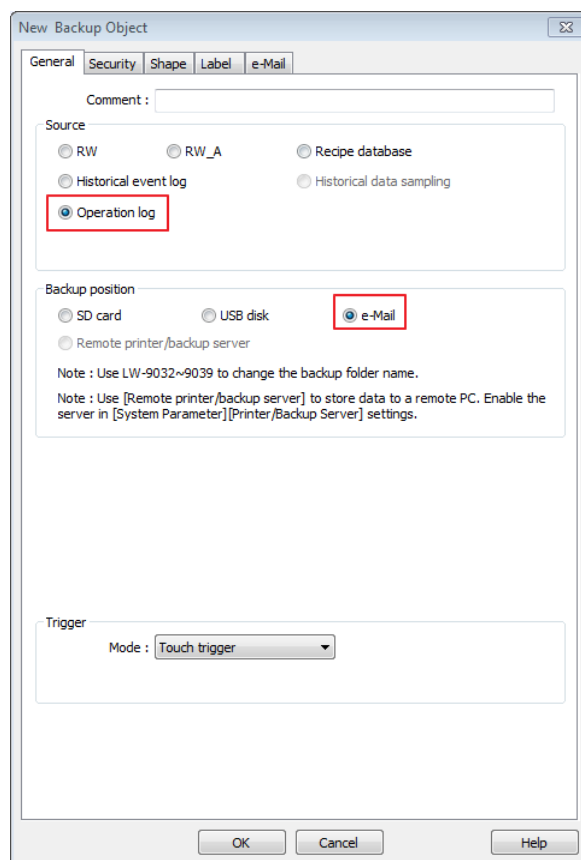 New Backup Object
General Security Shape Label e-Mail
Comment :
Source
RW RW_A Recipe database
Historical event log Historical data sampling
Operation log
Backup position
SD card USB disk e-Mail
Remote printer/backup server
Note : Use LW-9032~9039 to change the backup folder name.
Note : Use [Remote printer/backup server] to store data to a remote PC. Enable the
server in [System Parameter][Printer/Backup Server] settings.
Trigger
Mode : Touch trigger
OK Cancel Help